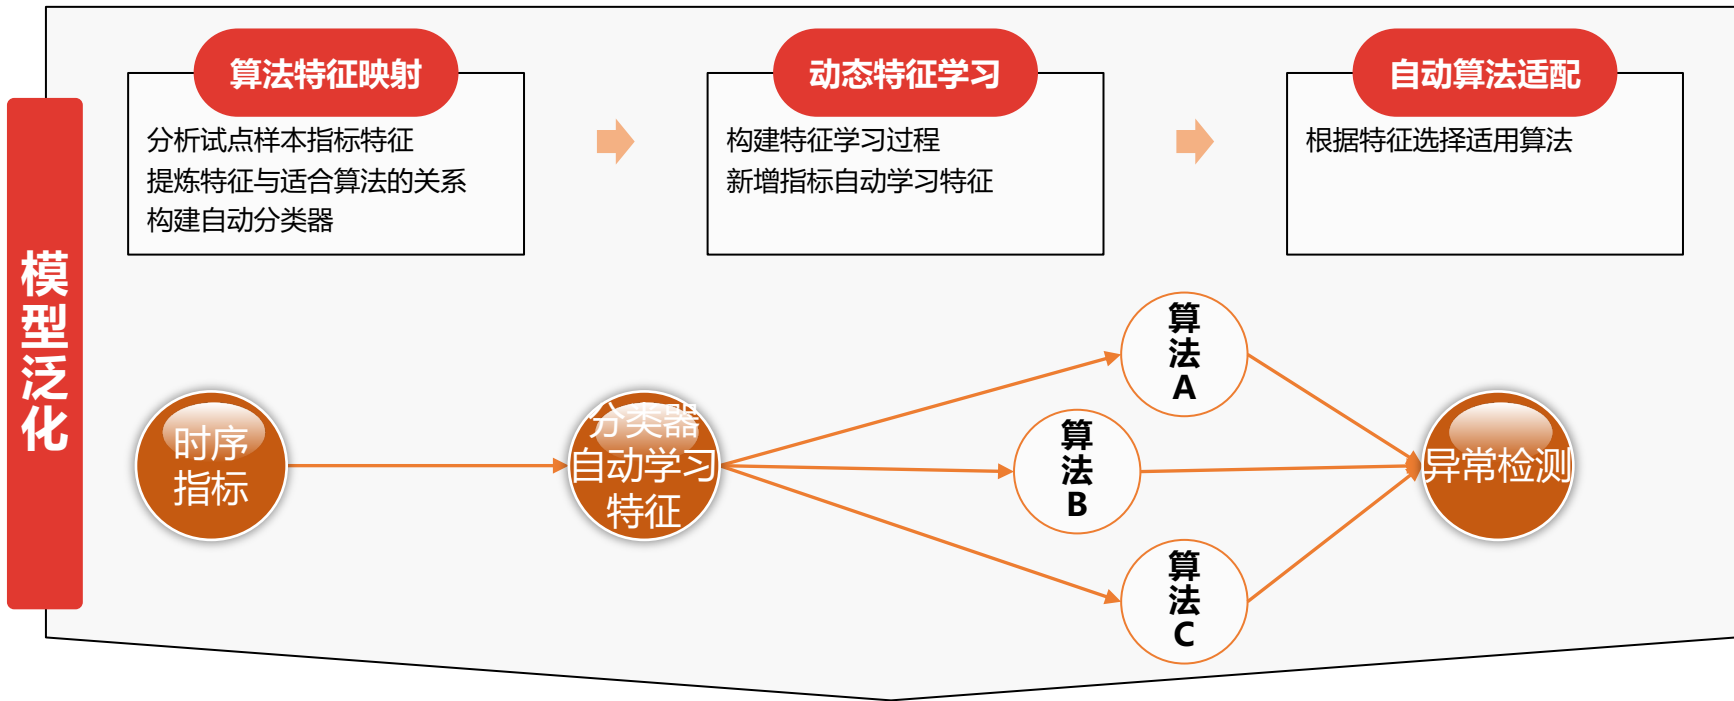 模型泛化
算法特征映射
分析试点样本指标特征
提炼特征与适合算法的关系
构建自动分类器
动态特征学习
构建特征学习过程
新增指标自动学习特征
自动算法适配
根据特征选择适用算法
时序
指标
分类器
自动学习
特征
算法A
算法B
算法C
异常检测